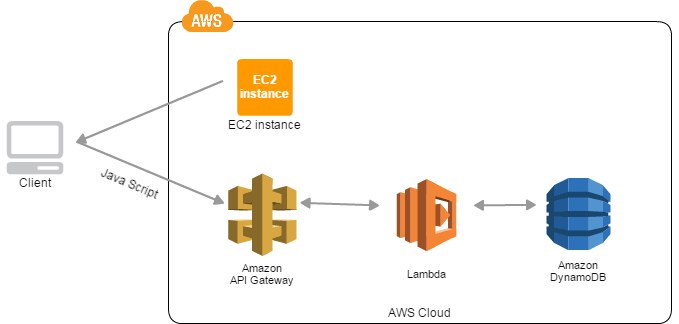 AWS
EC2
instance
EC2 instance
Client
Java Script
Amazon
API Gateway
Lambda
Amazon
DynamoDB
AWS Cloud